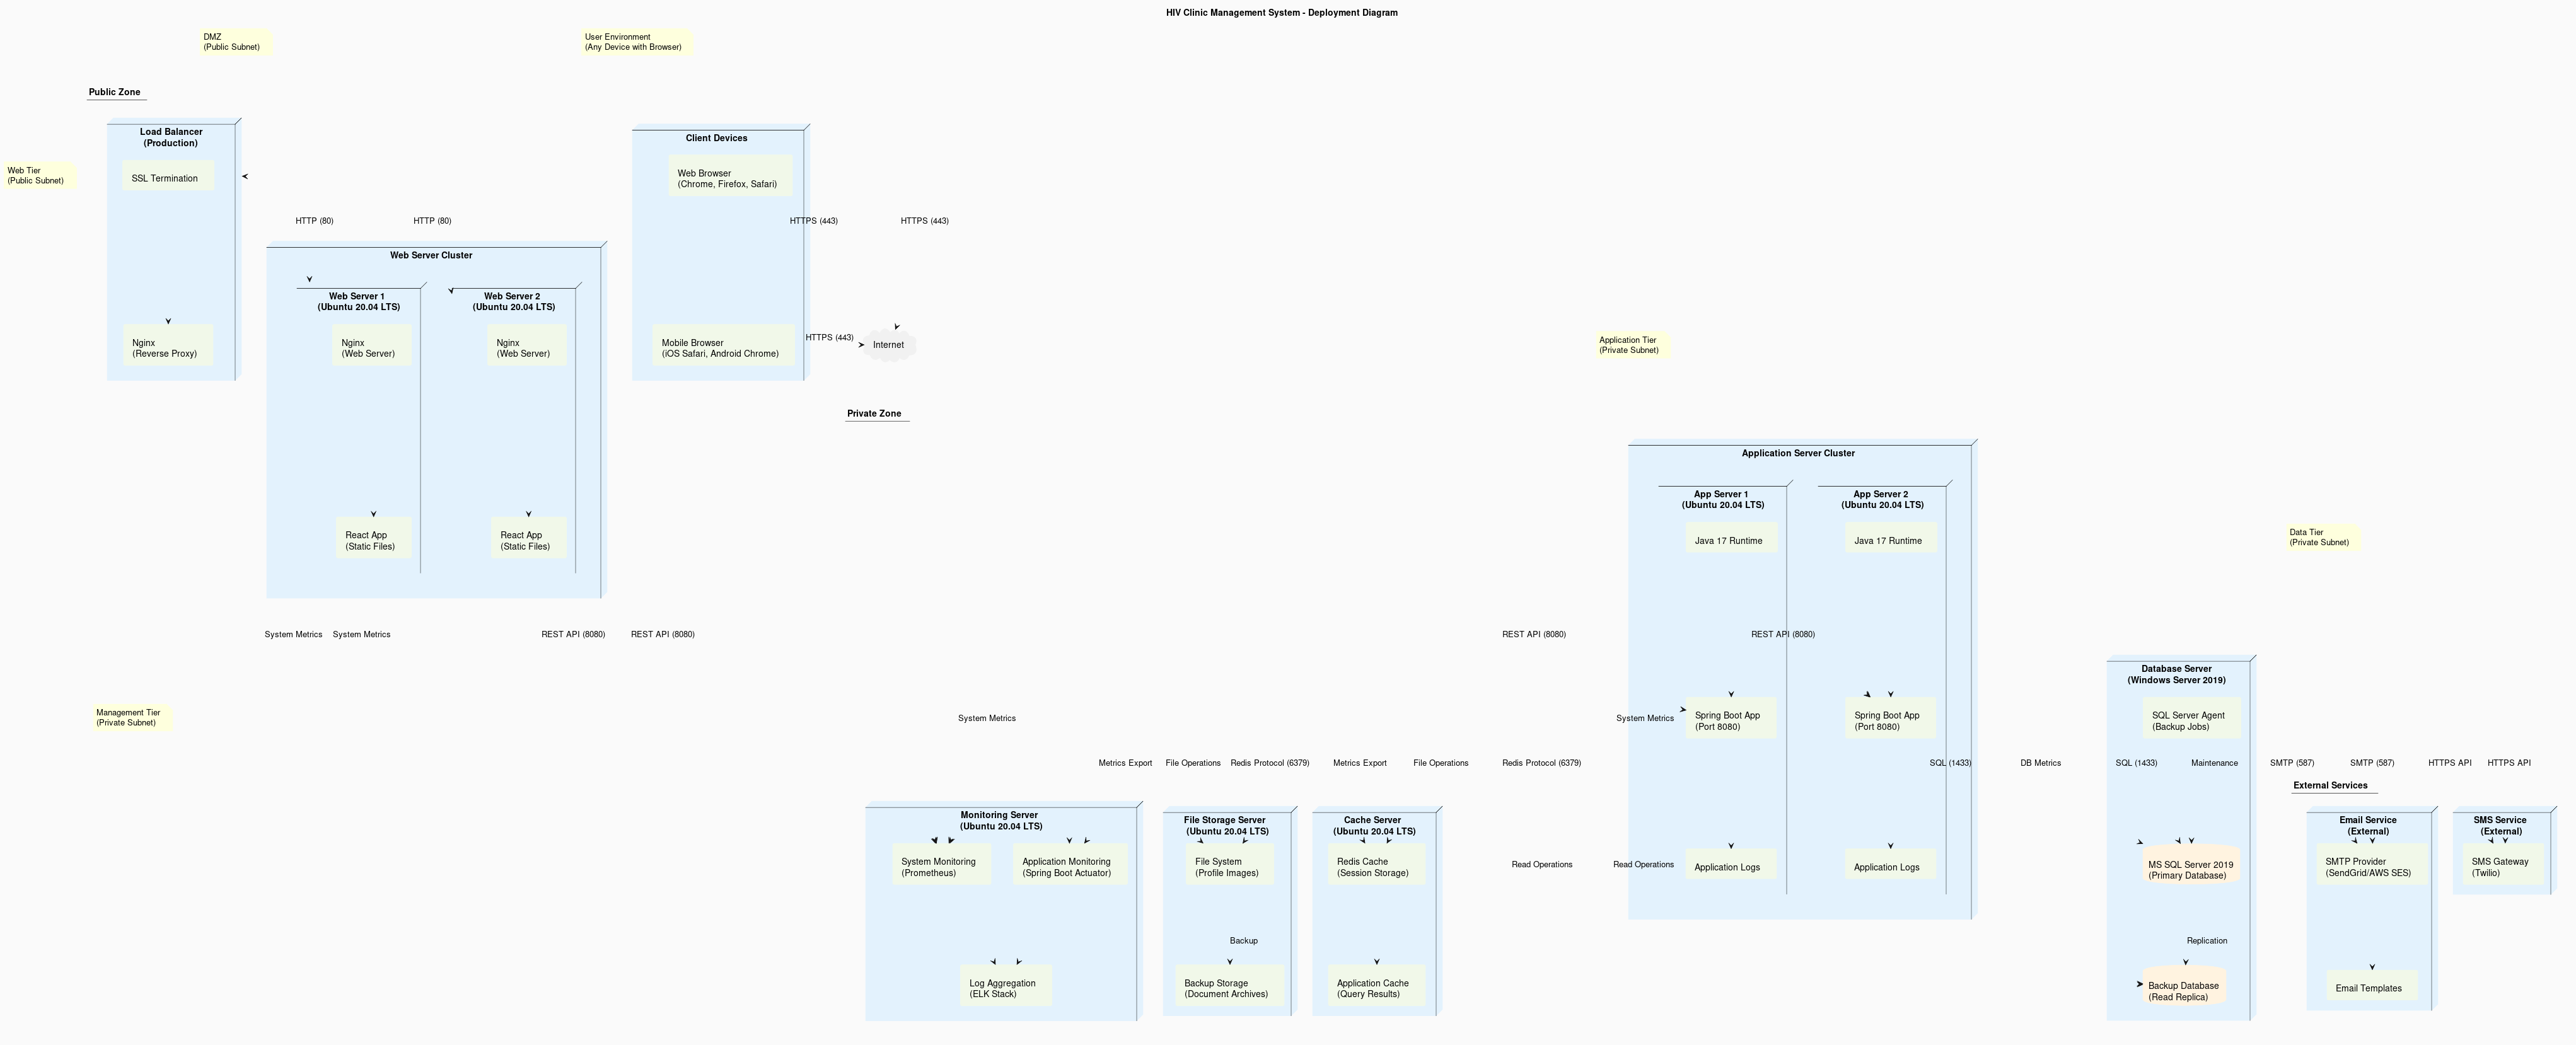 HIV Clinic Management System - Deployment Diagram
DMZ
(Public Subnet)
User Environment
(Any Device with Browser)
Public Zone
Load Balancer
(Production)
SSL Termination
Nginx
(Reverse Proxy)
Web Tier
(Public Subnet)
HTTP (80)
HTTP (80)
Web Server Cluster
Web Server 1
(Ubuntu 20.04 LTS)
Nginx
(Web Server)
React App
(Static Files)
Web Server 2
(Ubuntu 20.04 LTS)
Nginx
(Web Server)
React App
(Static Files)
Client Devices
Web Browser
(Chrome, Firefox, Safari)
HTTPS (443)
HTTPS (443)
Mobile Browser
(iOS Safari, Android Chrome)
HTTPS (443)
Internet
Private Zone
Application Tier
(Private Subnet)
Application Server Cluster
App Server 1
(Ubuntu 20.04 LTS)
Java 17 Runtime
App Server 2
(Ubuntu 20.04 LTS)
Java 17 Runtime
Data Tier
(Private Subnet)
System Metrics
System Metrics
REST API (8080)
REST API (8080)
REST API (8080)
REST API (8080)
Management Tier
(Private Subnet)
System Metrics
System Metrics
Spring Boot App
(Port 8080)
Spring Boot App
(Port 8080)
Database Server
(Windows Server 2019)
SQL Server Agent
(Backup Jobs)
Metrics Export
File Operations
Redis Protocol (6379)
Metrics Export
File Operations
Redis Protocol (6379)
SQL (1433)
DB Metrics
SQL (1433)
Maintenance
SMTP (587)
SMTP (587)
HTTPS API
HTTPS API
External Services
Monitoring Server
(Ubuntu 20.04 LTS)
System Monitoring
(Prometheus)
Application Monitoring
(Spring Boot Actuator)
Log Aggregation
(ELK Stack)
File Storage Server
(Ubuntu 20.04 LTS)
File System
(Profile Images)
Backup
Backup Storage
(Document Archives)
Cache Server
(Ubuntu 20.04 LTS)
Redis Cache
(Session Storage)
Application Cache
(Query Results)
Read Operations
Read Operations
Application Logs
Application Logs
MS SQL Server 2019
(Primary Database)
Replication
Backup Database
(Read Replica)
Email Service
(External)
SMTP Provider
(SendGrid/AWS SES)
Email Templates
SMS Service
(External)
SMS Gateway
(Twilio)